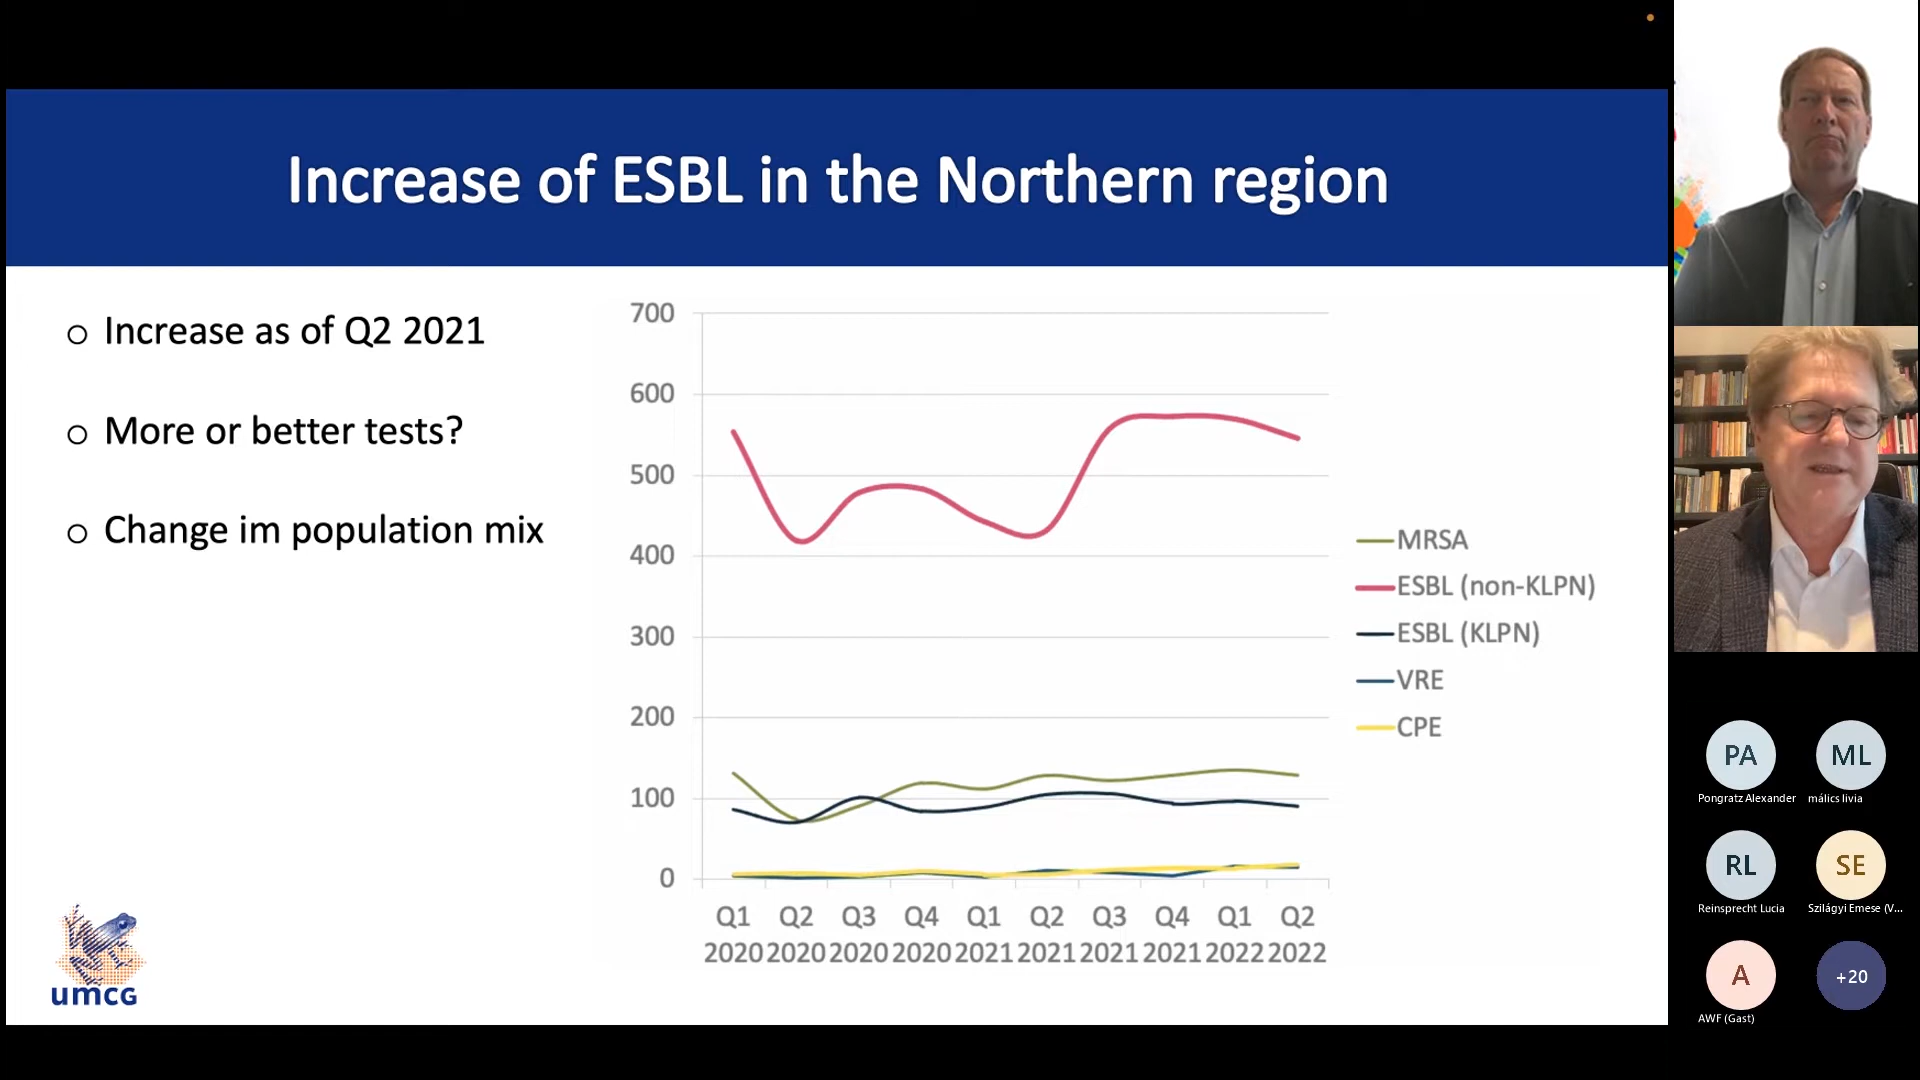 Increase of ESBL in the Northern region
o Increase as of Q2 2021
o More or better tests?
o Change im population mix
700
600
500
400
300
200
100
0
Q1 Q2 Q3 Q4 Q1 Q2 Q3 Q4 Q1 Q2
2020 2020 2020 2020 2021 2021 2021 2021 2022 2022
MRSA
ESBL (non-KLPN)
ESBL (KLPN)
VRE
CPE
umcg
PA ML
Pongratz Alexander málics lívia
RL SE
Reinsprecht Lucia Szilágyi Emese (V...
A +20
AWF (Gast)